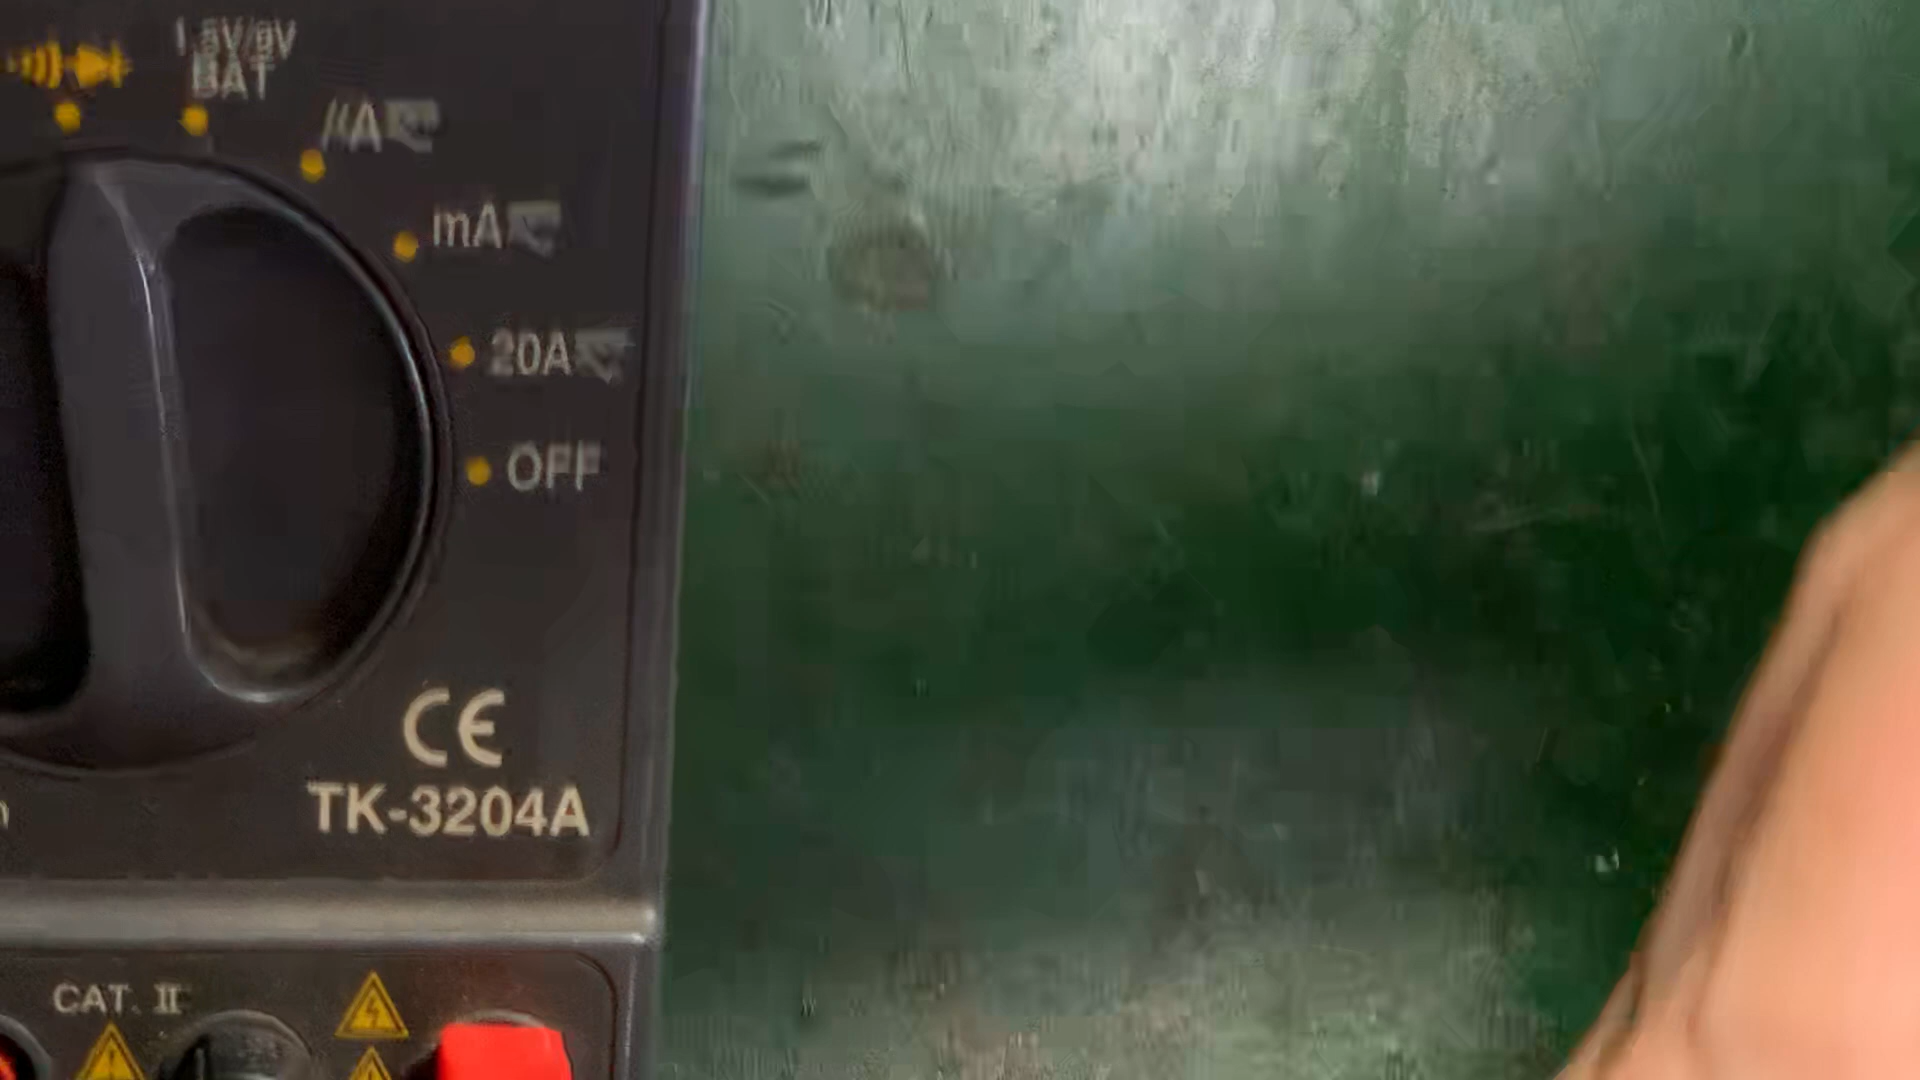 1.5V/9V
BAT
μA
mA
20A
OFF
CE
TK-3204A
CAT. II